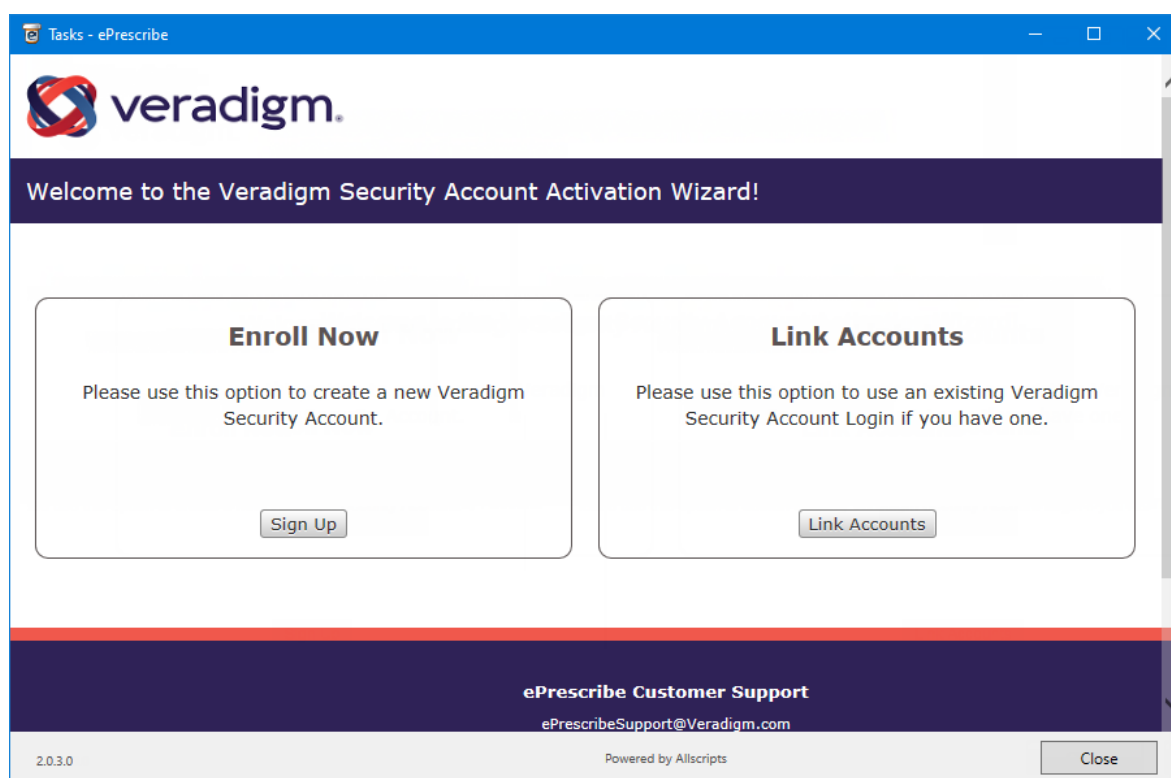 Tasks - ePrescribe
veradigm.
Welcome to the Veradigm Security Account Activation Wizard!
Enroll Now
Please use this option to create a new Veradigm
Security Account.
Sign Up
Link Accounts
Please use this option to use an existing Veradigm
Security Account Login if you have one.
Link Accounts
ePrescribe Customer Support
ePrescribeSupport@Veradigm.com
2.0.3.0
Powered by Allscripts
Close